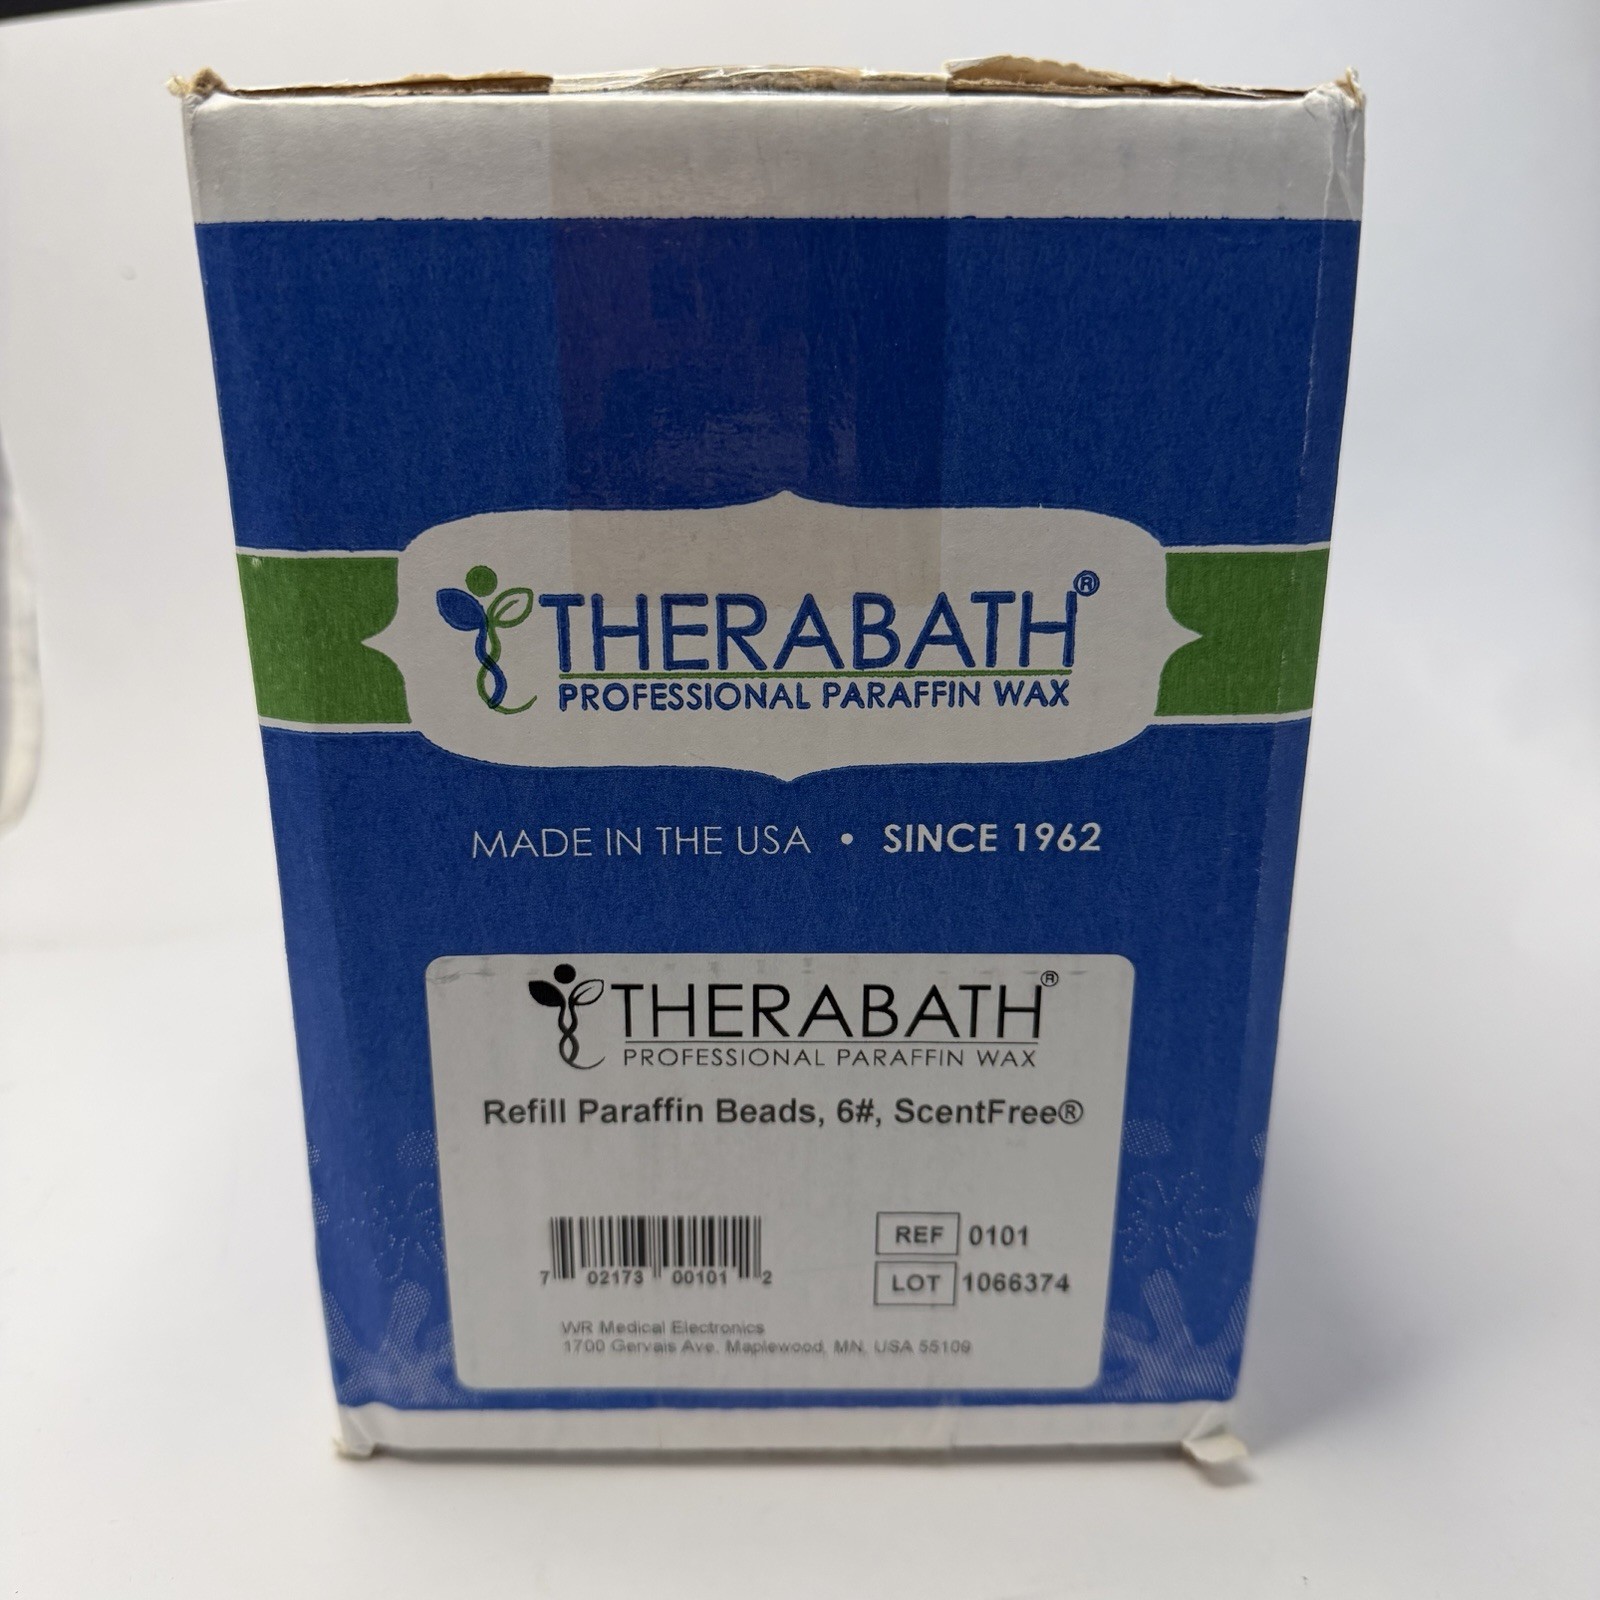 THERABATH®
PROFESSIONAL PARAFFIN WAX
MADE IN THE USA • SINCE 1962
THERABATH®
PROFESSIONAL PARAFFIN WAX
Refill Paraffin Beads, 6#, ScentFree®
REF 0101
7 02173 00101 2
LOT 1066374
WR Medical Electronics
1700 Gervais Ave. Maplewood, MN, USA 55109